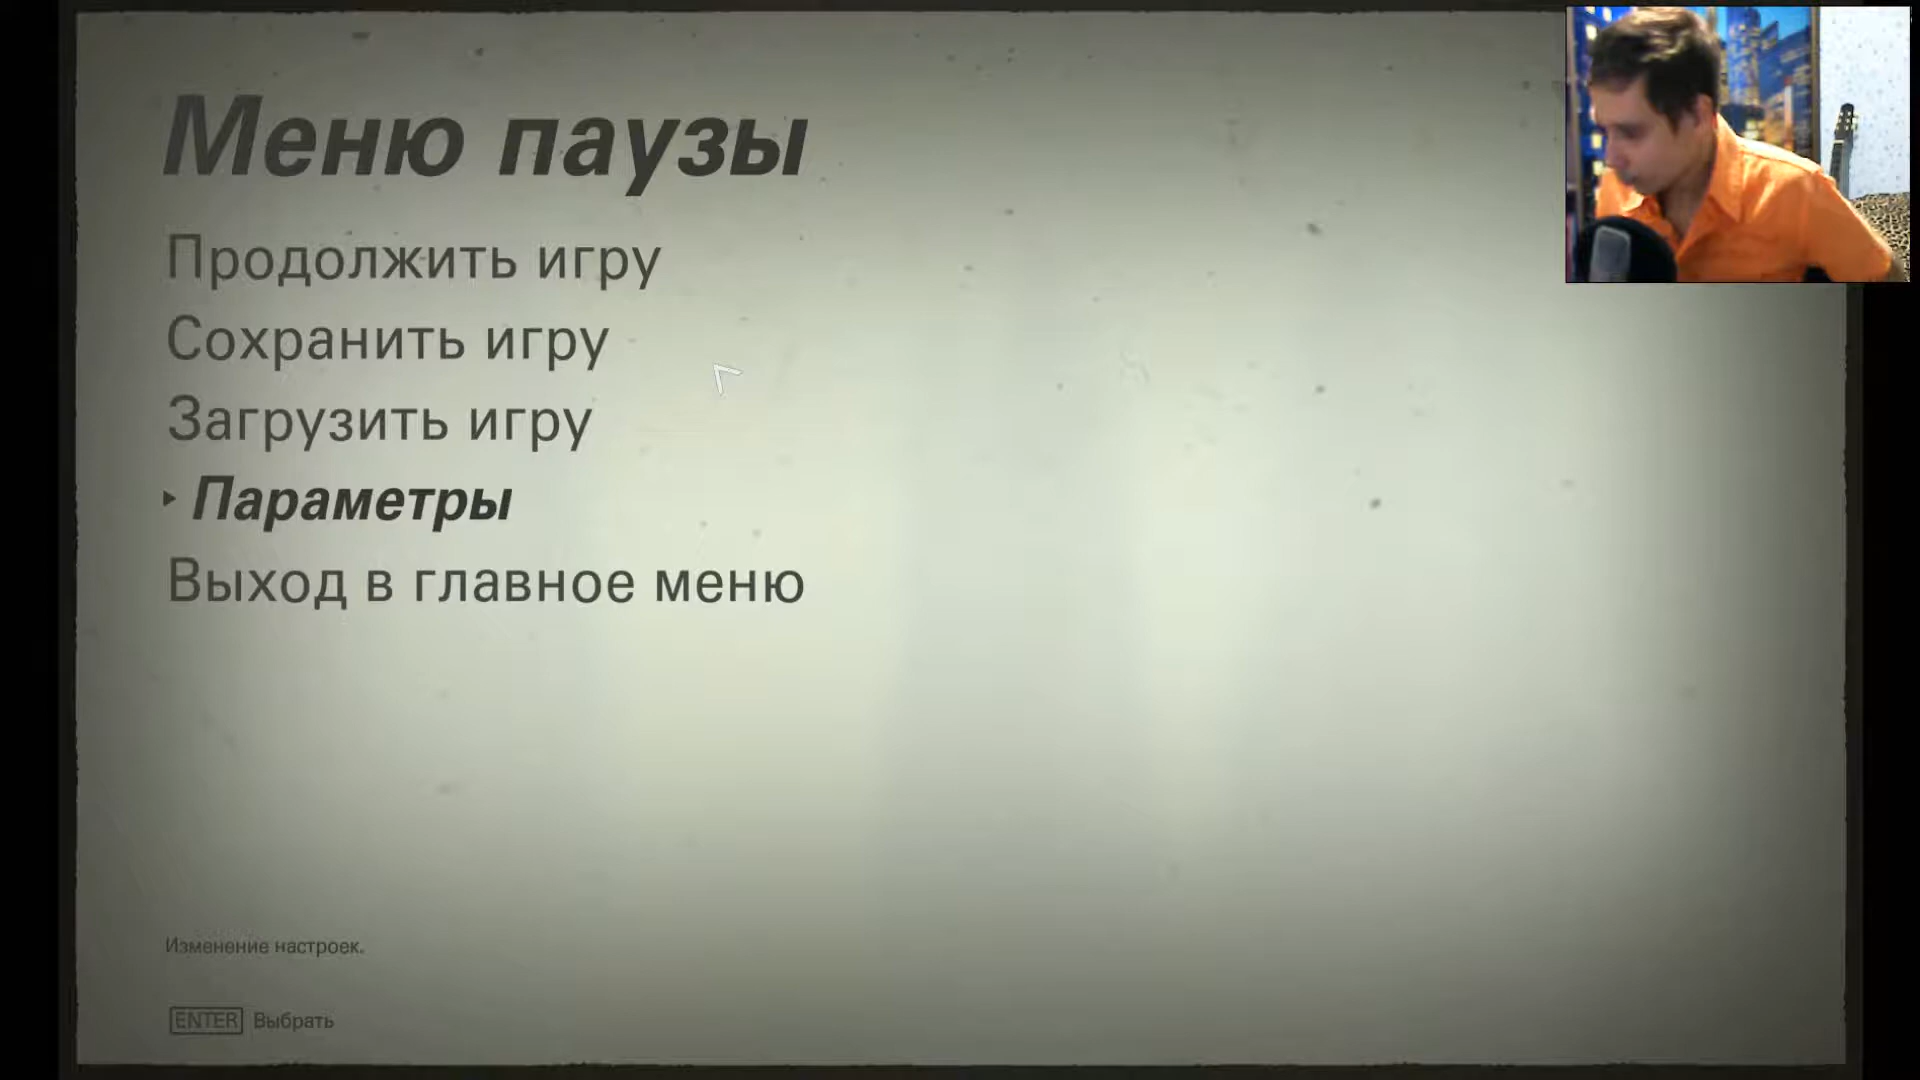 Меню паузы
Продолжить игру
Сохранить игру
Загрузить игру
Параметры
Выход в главное меню
Изменение настроек.
ENTER Выбрать